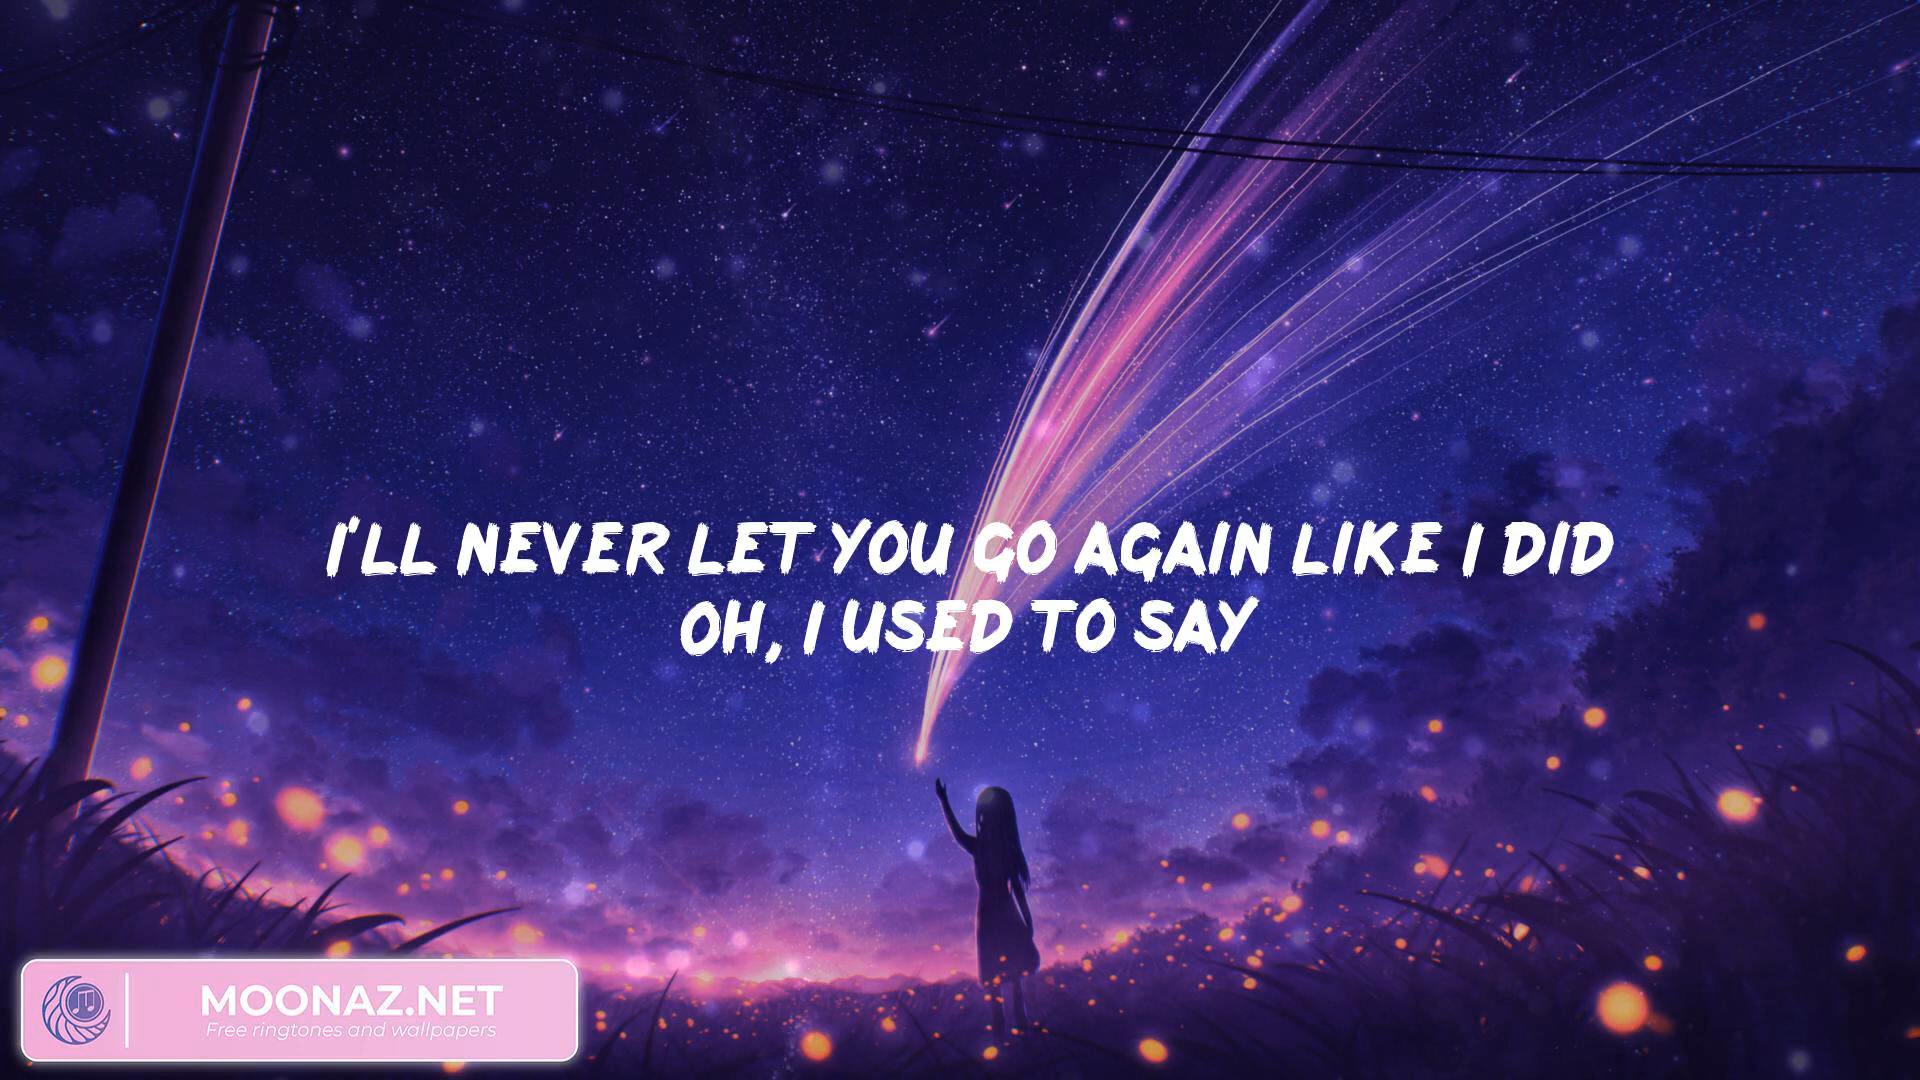 I'LL NEVER LET YOU GO AGAIN LIKE I DID
OH, I USED TO SAY
MOONAZ.NET
Free ringtones and wallpapers